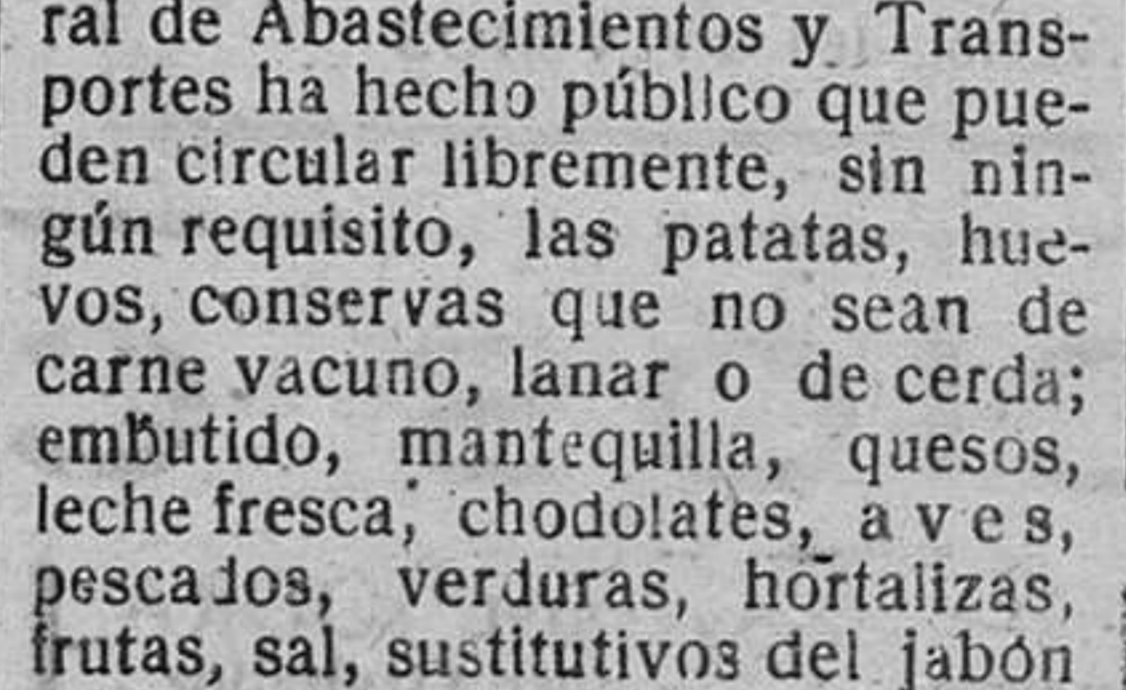 ral de Abastecimientos y Trans-
portes ha hecho público que pue-
den circular libremente, sin nin-
gún requisito, las patatas, hue-
vos, conservas que no sean de
carne vacuno, lanar o de cerda;
embutido, mantequilla, quesos,
leche fresca, chodolates, aves,
pescados, verduras, hortalizas,
frutas, sal, sustitutivos del jabón